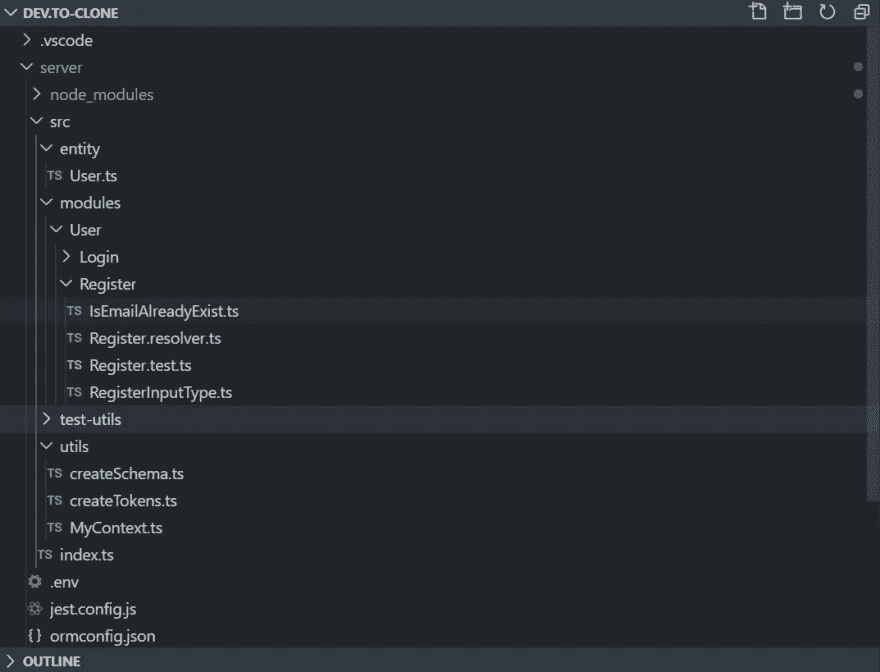 DEV.TO-CLONE
.vscode
server
node_modules
src
entity
TS User.ts
modules
User
Login
Register
TS IsEmailAlreadyExist.ts
TS Register.resolver.ts
TS Register.test.ts
TS RegisterInputType.ts
test-utils
utils
TS createSchema.ts
TS createTokens.ts
TS MyContext.ts
TS index.ts
.env
jest.config.js
{} ormconfig.json
OUTLINE